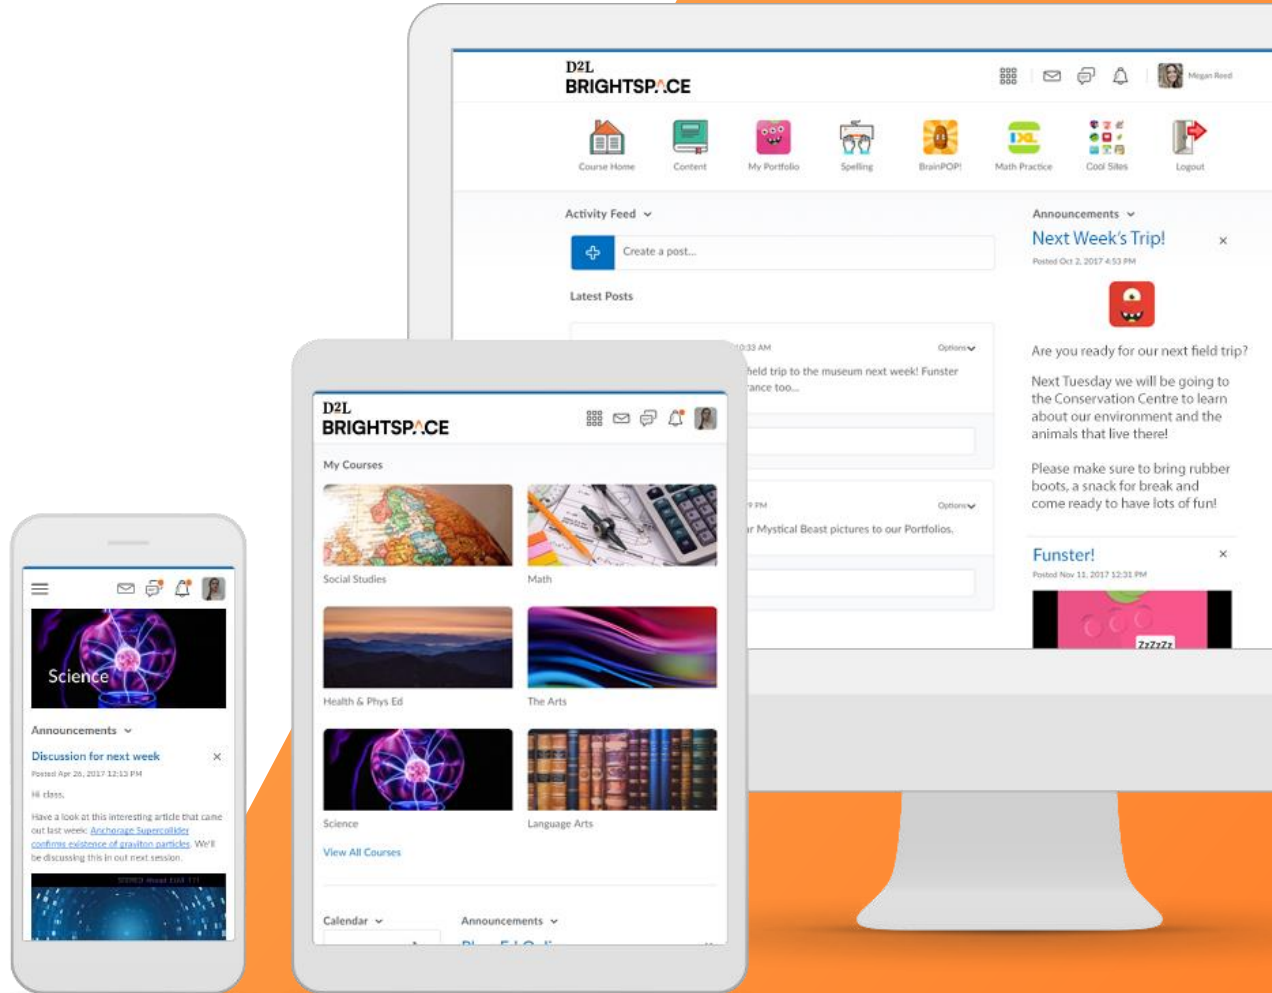 D2L
BRIGHTSPACE
Megan Reed
Course Home
Content
My Portfolio
Spelling
BrainPOP!
Math Practice
Cool Sites
Logout
Activity Feed
Create a post...
Latest Posts
10:33 AM
Options
field trip to the museum next week! Funster
too...
9 PM
Options
Mystical Beast pictures to our Portfolios.
Announcements
Next Week's Trip!
Posted Oct 2, 2017 4:53 PM
Are you ready for our next field trip?
Next Tuesday we will be going to
the Conservation Centre to learn
about our environment and the
animals that live there!
Please make sure to bring rubber
boots, a snack for break and
come ready to have lots of fun!
Funster!
Posted Nov 11, 2017 12:31 PM
ZzZzZz
D2L
BRIGHTSPACE
My Courses
Social Studies
Math
Health & Phys Ed
The Arts
Science
Language Arts
View All Courses
Calendar
Announcements
Science
Announcements
Discussion for next week
Posted Apr 26, 2017 12:13 PM
Hi class,
Have a look at this interesting article that came
out last week: Anchorage Supercollider
confirms existence of graviton particles. We'll
be discussing this in out next session.